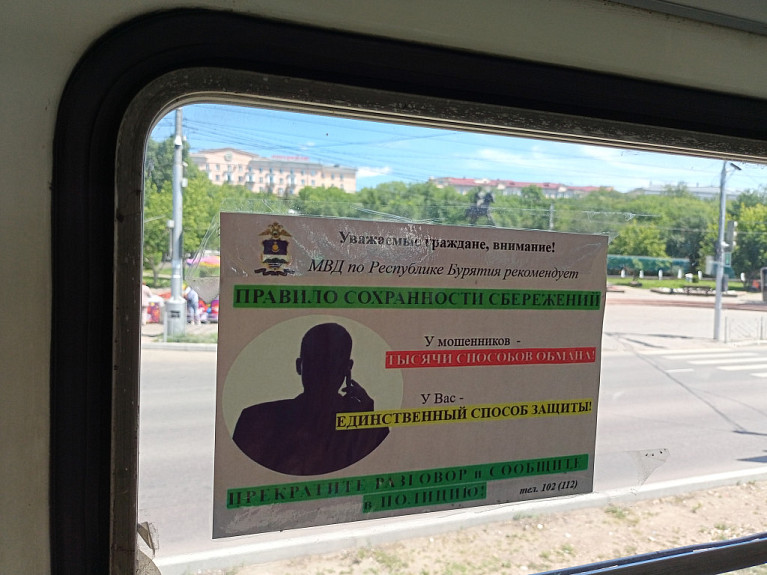 Уважаемые граждане, внимание!
МВД по Республике Бурятия рекомендует
ПРАВИЛО СОХРАННОСТИ СБЕРЕЖЕНИЙ
У мошенников -
ТЫСЯЧИ СПОСОБОВ ОБМАНА!
У Вас -
ЕДИНСТВЕННЫЙ СПОСОБ ЗАЩИТЫ!
ПРЕКРАТИТЕ РАЗГОВОР и СООБЩИТЕ
в ПОЛИЦИЮ!
тел. 102 (112)